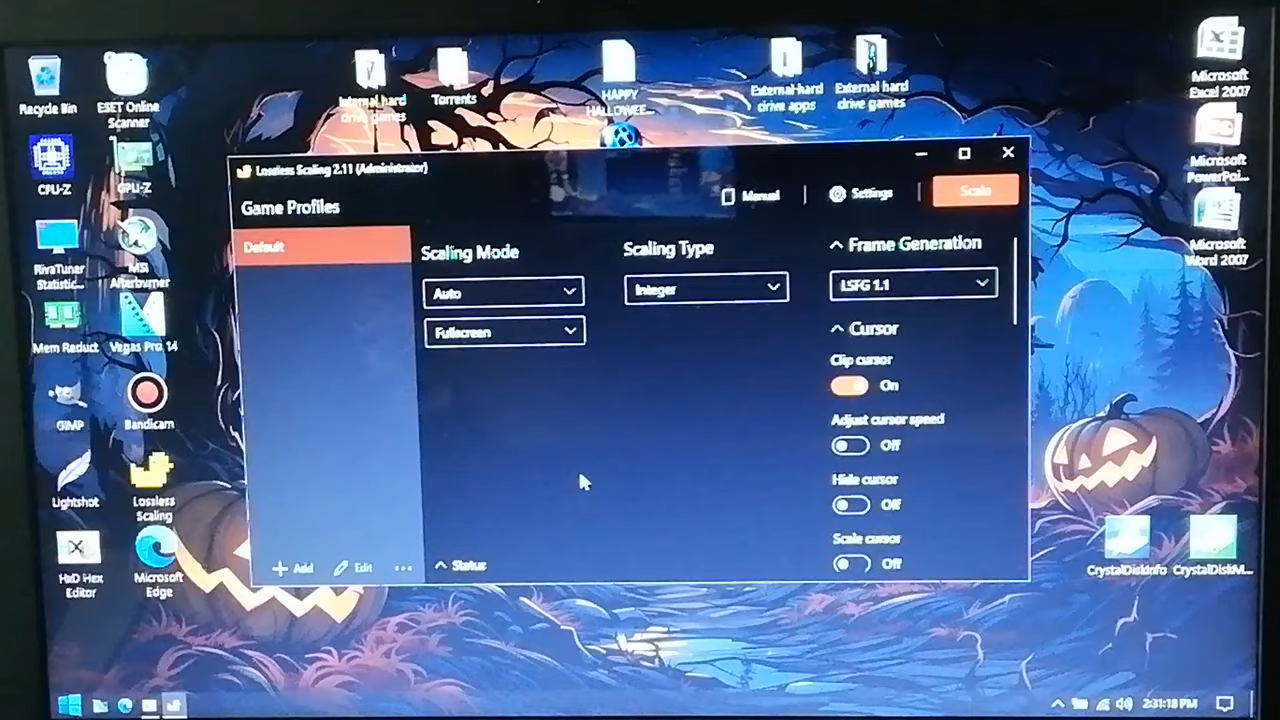 Recycle Bin
ESET Online
Scanner
Internal hard
drive games
Torrents
HAPPY
HALLOWEE...
External hard
drive apps
External hard
drive games
Microsoft
Excel 2007
CPU-Z
GPU-Z
Microsoft
PowerPoi...
RivaTuner
Statistic...
MSI
Afterburner
Microsoft
Word 2007
Mem Reduct
Vegas Pro 14
GIMP
Bandicam
Lightshot
Lossless
Scaling
HxD Hex
Editor
Microsoft
Edge
CrystalDiskInfo
CrystalDiskM...
Lossless Scaling 2.11 (Administrator)
Game Profiles
Manual
Settings
Scale
Default
Scaling Mode
Auto
Fullscreen
Scaling Type
Integer
Frame Generation
LSFG 1.1
Cursor
Clip cursor
On
Adjust cursor speed
Off
Hide cursor
Off
Scale cursor
Off
Add
Edit
Status
2:31:18 PM